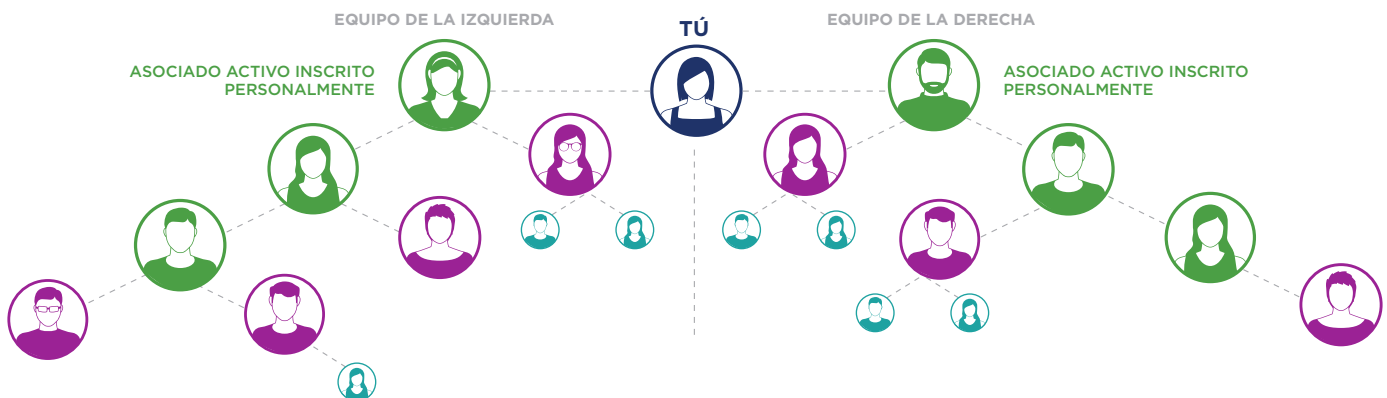 EQUIPO DE LA IZQUIERDA
TÚ
EQUIPO DE LA DERECHA
ASOCIADO ACTIVO INSCRITO
PERSONALMENTE
ASOCIADO ACTIVO INSCRITO
PERSONALMENTE